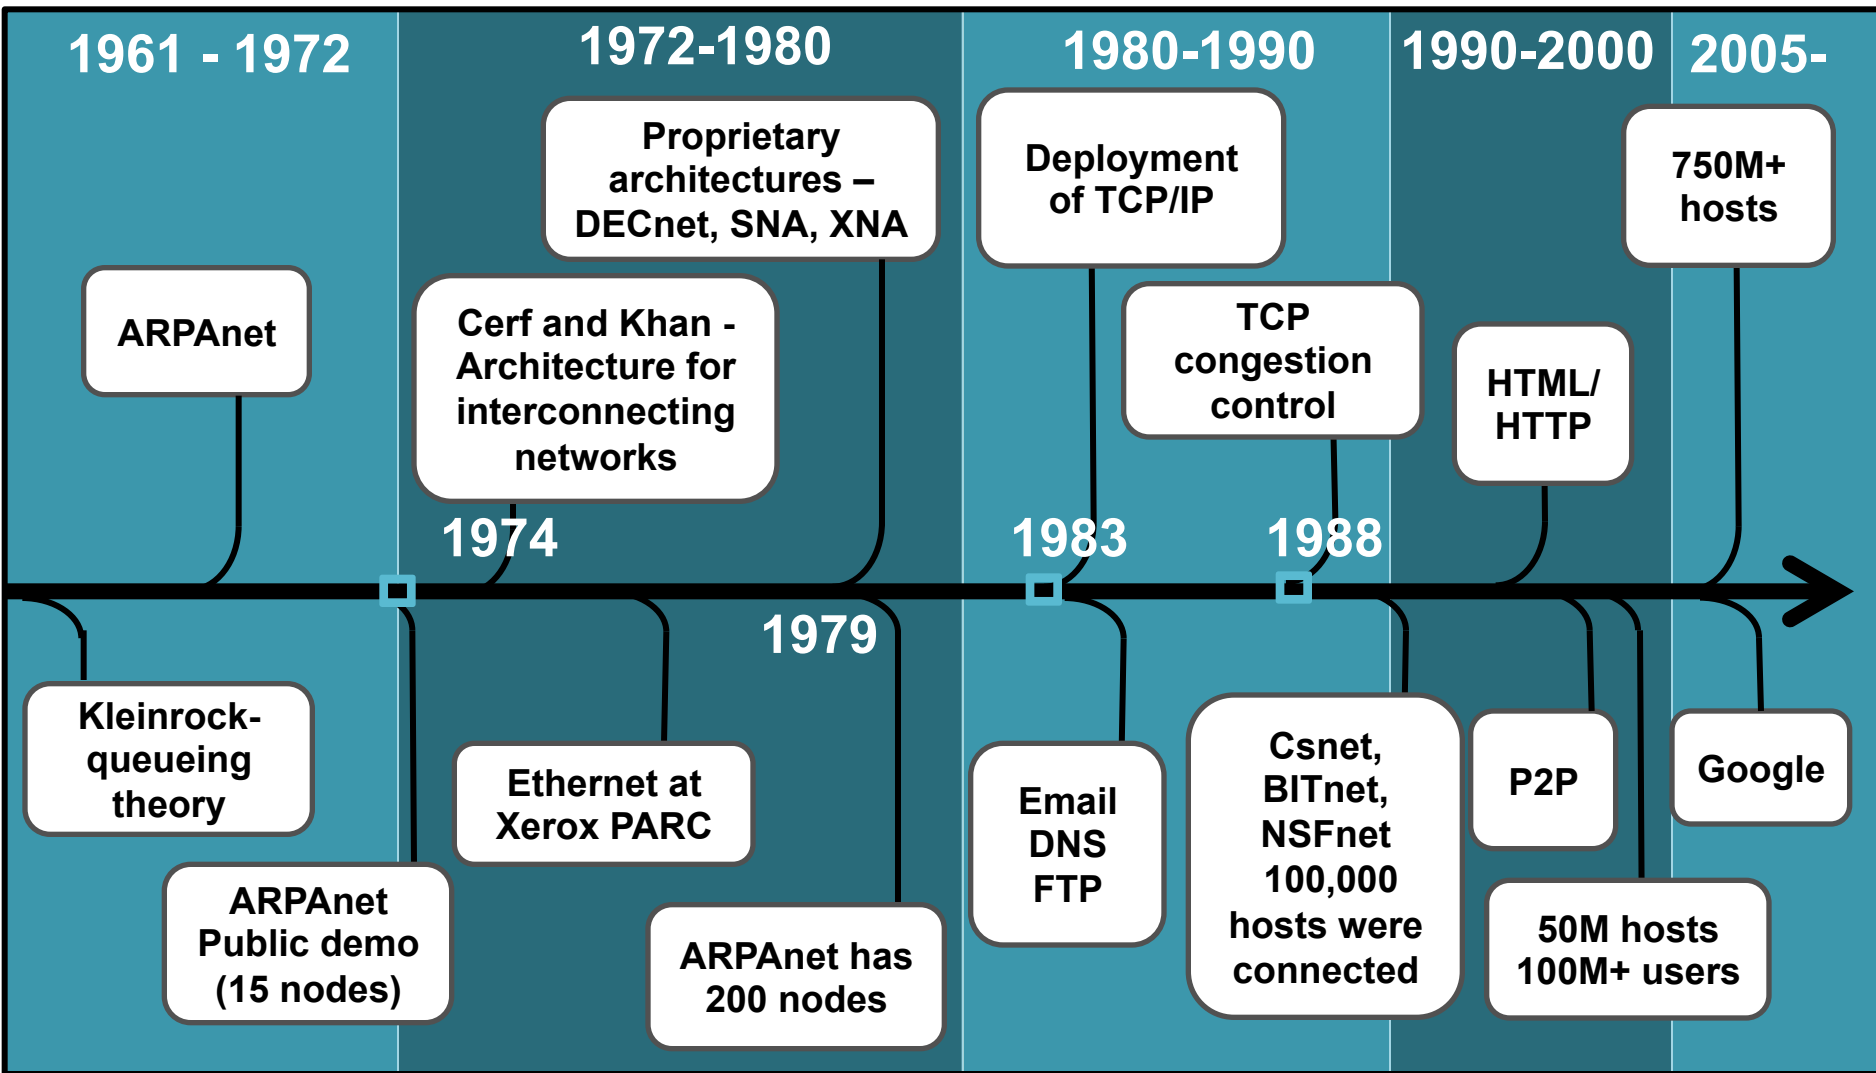 1961 - 1972
1972-1980
1980-1990
1990-2000
2005-
Proprietary
architectures –
DECnet, SNA, XNA
Deployment
of TCP/IP
750M+
hosts
ARPAnet
Cerf and Khan -
Architecture for
interconnecting
networks
TCP
congestion
control
HTML/
HTTP
1974
1983
1988
1979
Kleinrock-
queueing
theory
Ethernet at
Xerox PARC
Email
DNS
FTP
Csnet,
BITnet,
NSFnet
100,000
hosts were
connected
P2P
Google
ARPAnet
Public demo
(15 nodes)
ARPAnet has
200 nodes
50M hosts
100M+ users